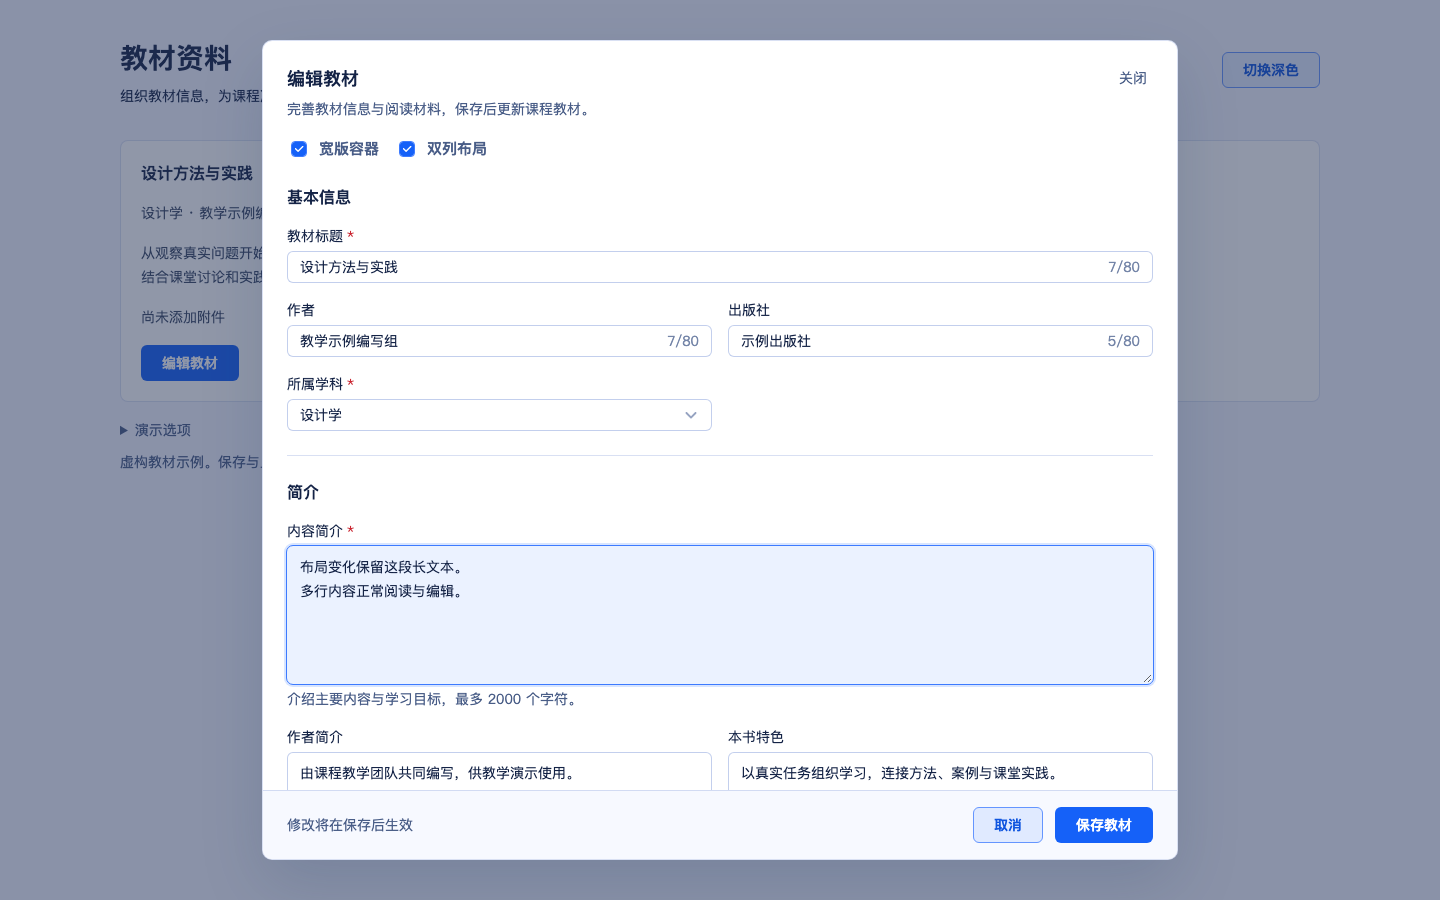 教材资料
组织教材信息，为课程
切换深色
设计方法与实践
设计学 · 教学示例编
从观察真实问题开始
结合课堂讨论和实践
尚未添加附件
编辑教材
演示选项
虚构教材示例。保存与
编辑教材
关闭
完善教材信息与阅读材料，保存后更新课程教材。
宽版容器 双列布局
基本信息
教材标题 *
设计方法与实践 7/80
作者 出版社
教学示例编写组 7/80 示例出版社 5/80
所属学科 *
设计学
简介
内容简介 *
布局变化保留这段长文本。
多行内容正常阅读与编辑。
介绍主要内容与学习目标，最多 2000 个字符。
作者简介 本书特色
由课程教学团队共同编写，供教学演示使用。 以真实任务组织学习，连接方法、案例与课堂实践。
修改将在保存后生效
取消 保存教材